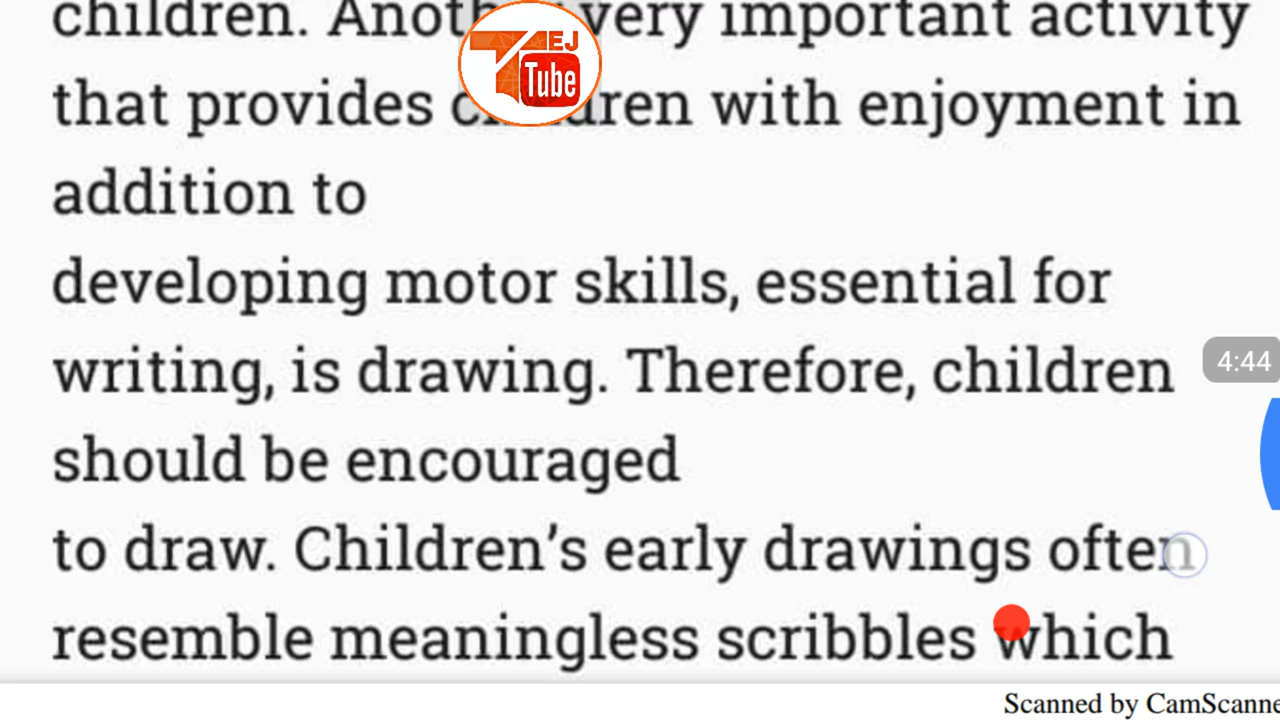 children. Another very important activity
that provides children with enjoyment in
addition to
developing motor skills, essential for
writing, is drawing. Therefore, children
should be encouraged
to draw. Children’s early drawings often
resemble meaningless scribbles which
EJ
Tube
4:44
Scanned by CamScanne